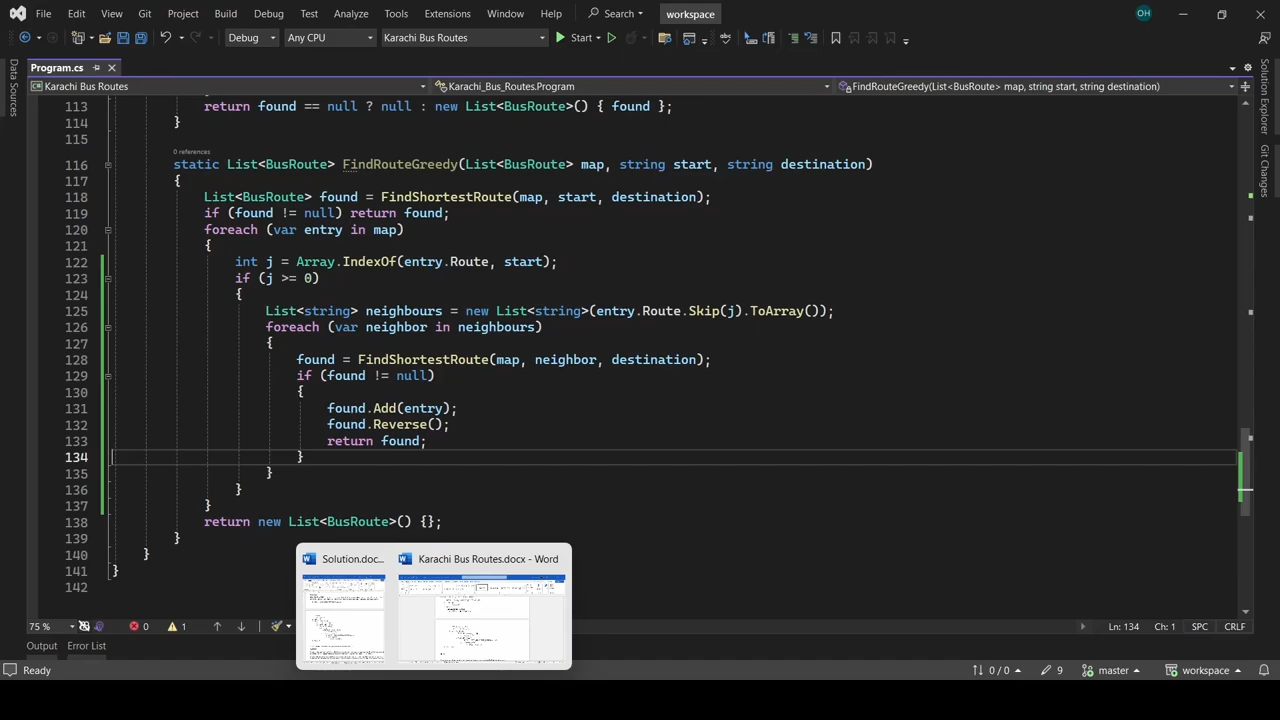 File Edit View Git Project Build Debug Test Analyze Tools Extensions Window Help Search workspace OH
Debug Any CPU Karachi Bus Routes Start
Program.cs
Karachi Bus Routes Karachi_Bus_Routes.Program FindRouteGreedy(List<BusRoute> map, string start, string destination)
Data Sources
Solution Explorer
Git Changes
113 return found == null ? null : new List<BusRoute>() { found };
114 }
115
0 references
116 static List<BusRoute> FindRouteGreedy(List<BusRoute> map, string start, string destination)
117 {
118 List<BusRoute> found = FindShortestRoute(map, start, destination);
119 if (found != null) return found;
120 foreach (var entry in map)
121 {
122 int j = Array.IndexOf(entry.Route, start);
123 if (j >= 0)
124 {
125 List<string> neighbours = new List<string>(entry.Route.Skip(j).ToArray());
126 foreach (var neighbor in neighbours)
127 {
128 found = FindShortestRoute(map, neighbor, destination);
129 if (found != null)
130 {
131 found.Add(entry);
132 found.Reverse();
133 return found;
134 }
135 }
136 }
137 }
138 return new List<BusRoute>() {};
139 }
140 }
141 }
142
Solution.doc... Karachi Bus Routes.docx - Word
75 % 0 1 Ln: 134 Ch: 1 SPC CRLF
Output Error List
Ready 0 / 0 9 master workspace